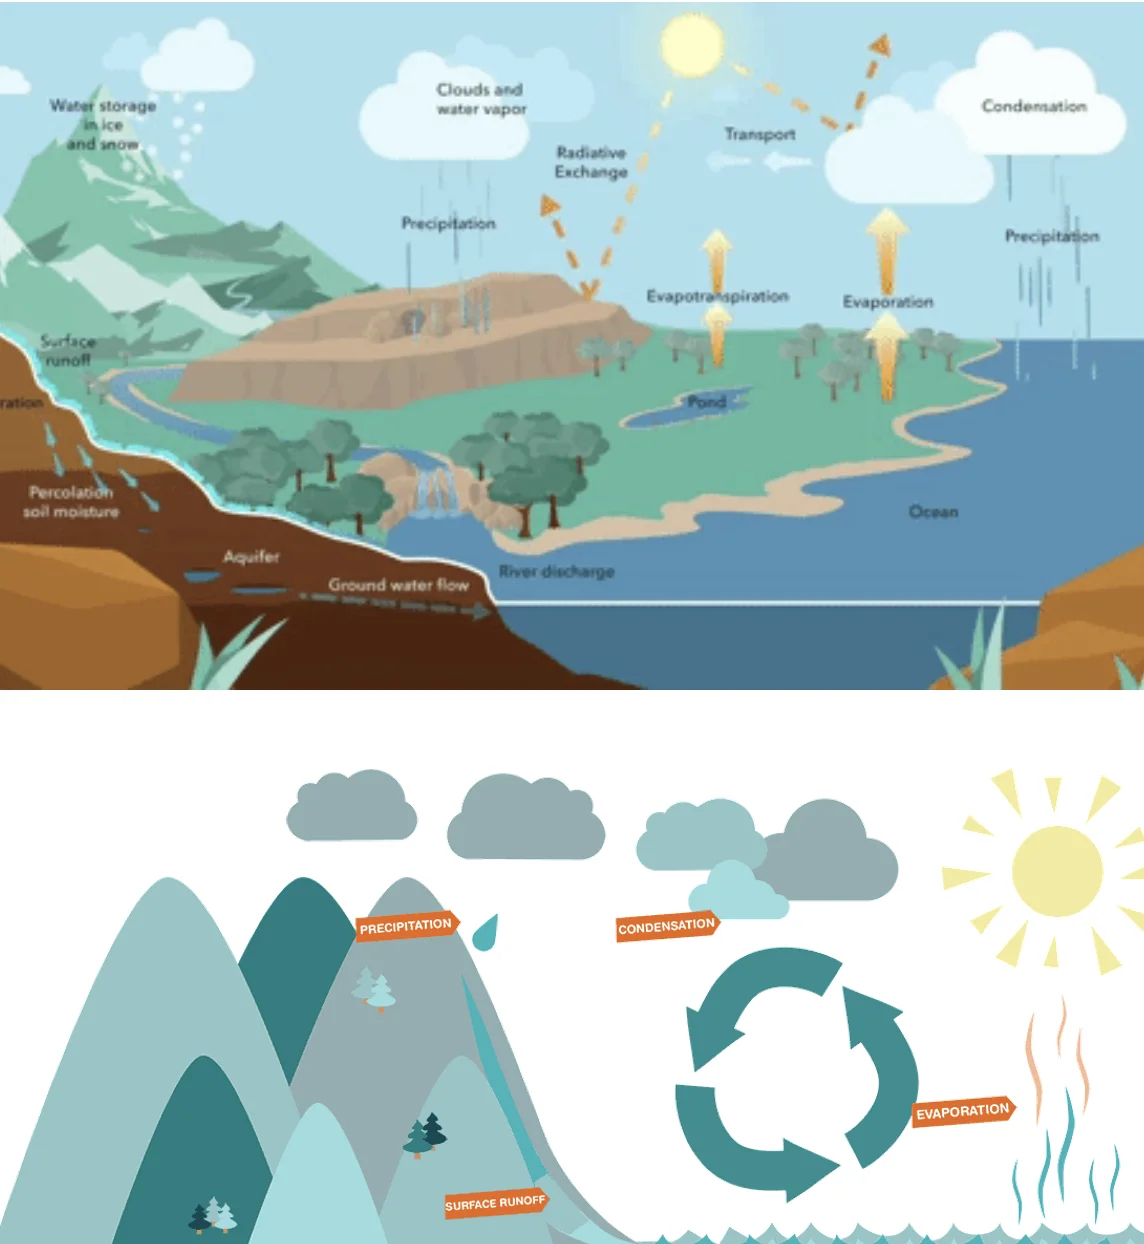 Water storage
in ice
and snow
Clouds and
water vapor
Condensation
Transport
Radiative
Exchange
Precipitation
Precipitation
Evapotranspiration
Evaporation
Surface
runoff
ration
Pond
Percolation
soil moisture
Ocean
Aquifer
River discharge
Ground water flow
PRECIPITATION
CONDENSATION
EVAPORATION
SURFACE RUNOFF